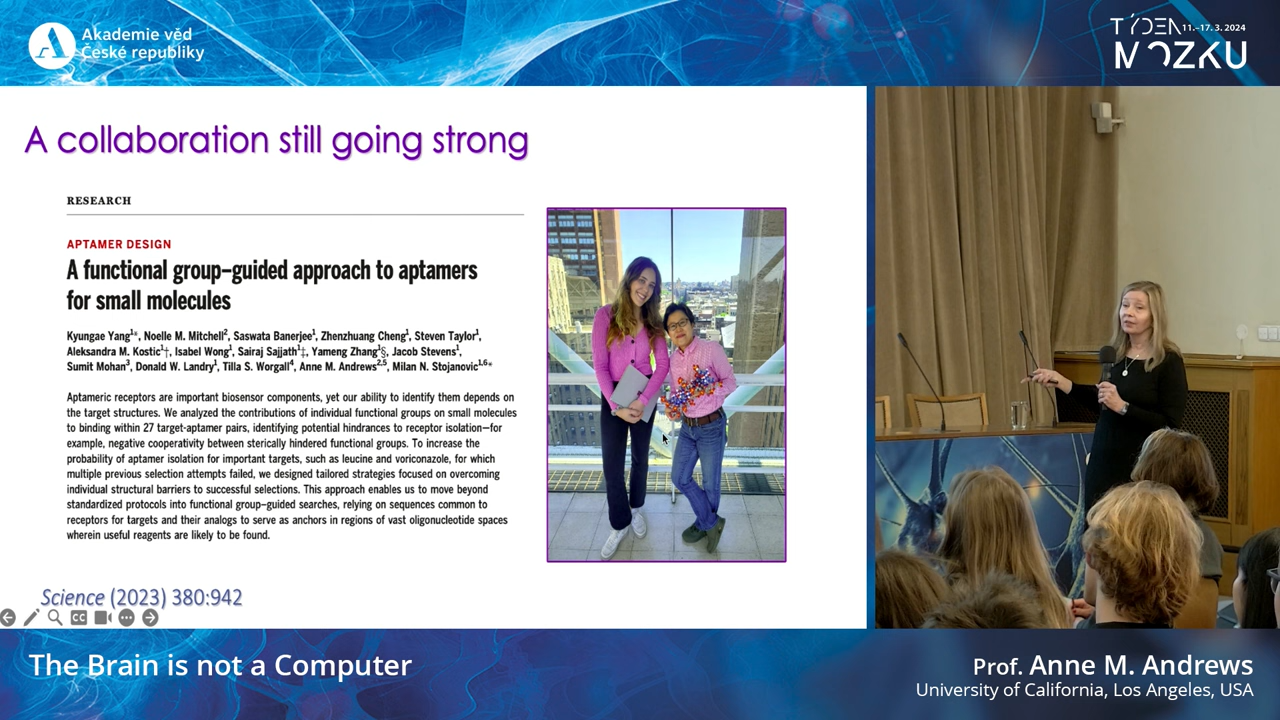 Akademie věd
České republiky
TÝDEN 11.–17. 3. 2024
MOZKU
A collaboration still going strong
RESEARCH
APTAMER DESIGN
A functional group–guided approach to aptamers
for small molecules
Kyungae Yang¹*, Noelle M. Mitchell², Saswata Banerjee¹, Zhenzhuang Cheng¹, Steven Taylor¹,
Aleksandra M. Kostic¹†, Isabel Wong¹, Sairaj Sajjath¹‡, Yameng Zhang¹§, Jacob Stevens¹,
Sumit Mohan³, Donald W. Landry¹, Tilla S. Worgall⁴, Anne M. Andrews²,⁵, Milan N. Stojanovic¹,⁶*
Aptameric receptors are important biosensor components, yet our ability to identify them depends on
the target structures. We analyzed the contributions of individual functional groups on small molecules
to binding within 27 target-aptamer pairs, identifying potential hindrances to receptor isolation—for
example, negative cooperativity between sterically hindered functional groups. To increase the
probability of aptamer isolation for important targets, such as leucine and voriconazole, for which
multiple previous selection attempts failed, we designed tailored strategies focused on overcoming
individual structural barriers to successful selections. This approach enables us to move beyond
standardized protocols into functional group–guided searches, relying on sequences common to
receptors for targets and their analogs to serve as anchors in regions of vast oligonucleotide spaces
wherein useful reagents are likely to be found.
Science (2023) 380:942
CC
The Brain is not a Computer
Prof. Anne M. Andrews
University of California, Los Angeles, USA